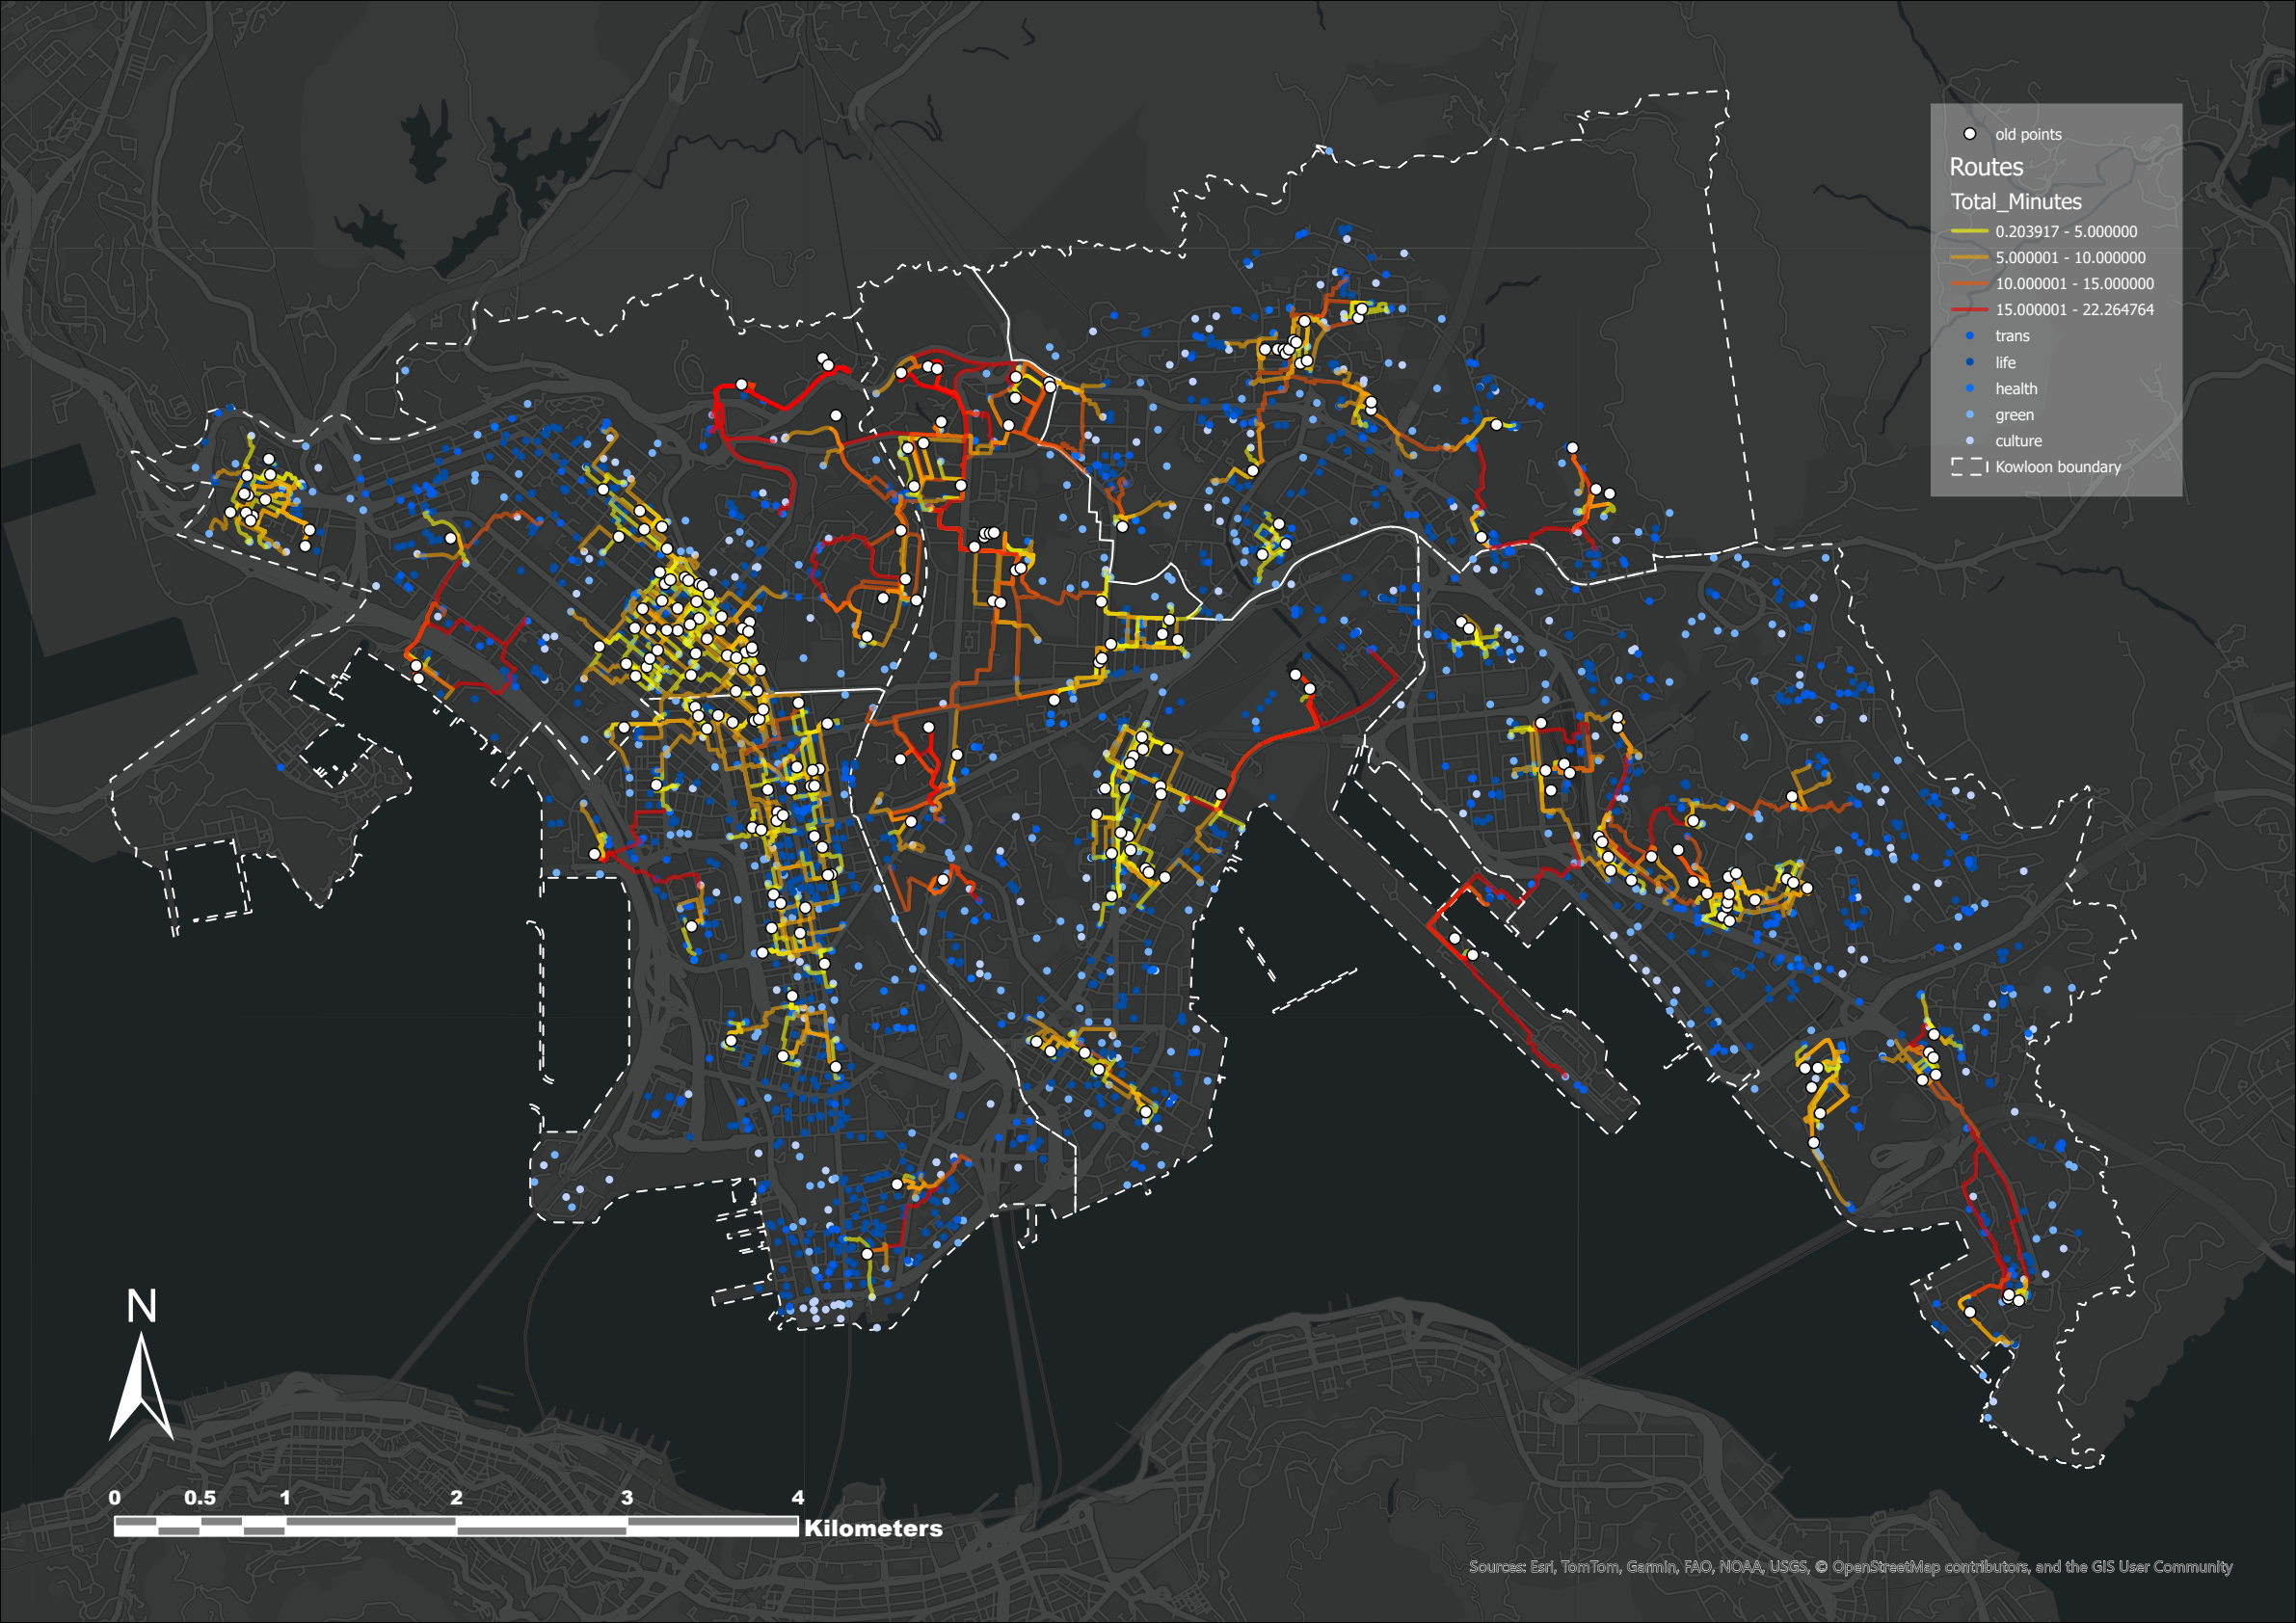 old points
Routes
Total_Minutes
0.203917 - 5.000000
5.000001 - 10.000000
10.000001 - 15.000000
15.000001 - 22.264764
trans
life
health
green
culture
Kowloon boundary
N
0 0.5 1 2 3 4
Kilometers
Sources: Esri, TomTom, Garmin, FAO, NOAA, USGS, © OpenStreetMap contributors, and the GIS User Community